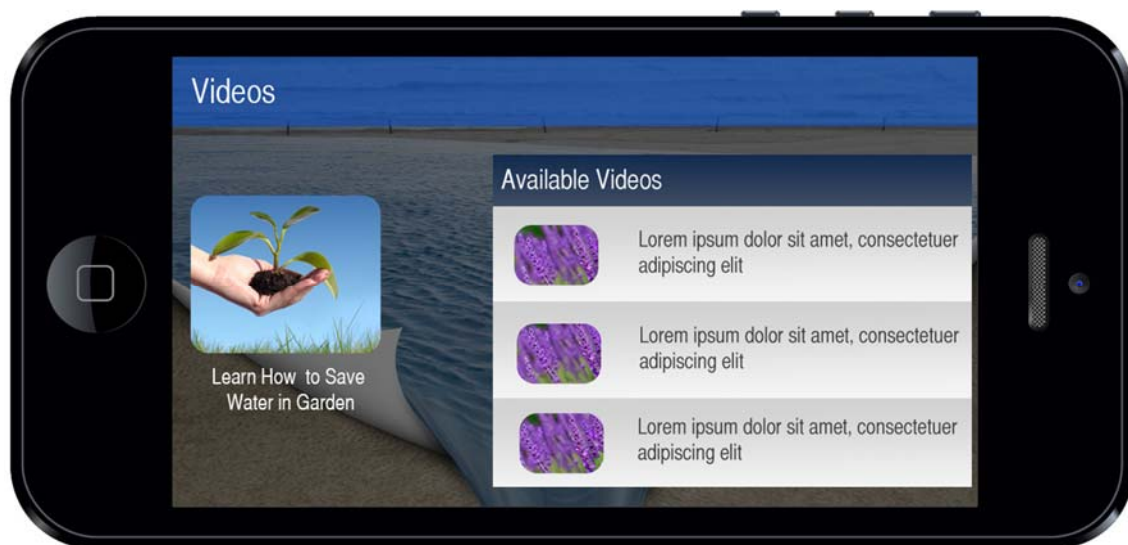 Videos
Learn How to Save
Water in Garden
Available Videos
Lorem ipsum dolor sit amet, consectetuer
adipiscing elit
Lorem ipsum dolor sit amet, consectetuer
adipiscing elit
Lorem ipsum dolor sit amet, consectetuer
adipiscing elit